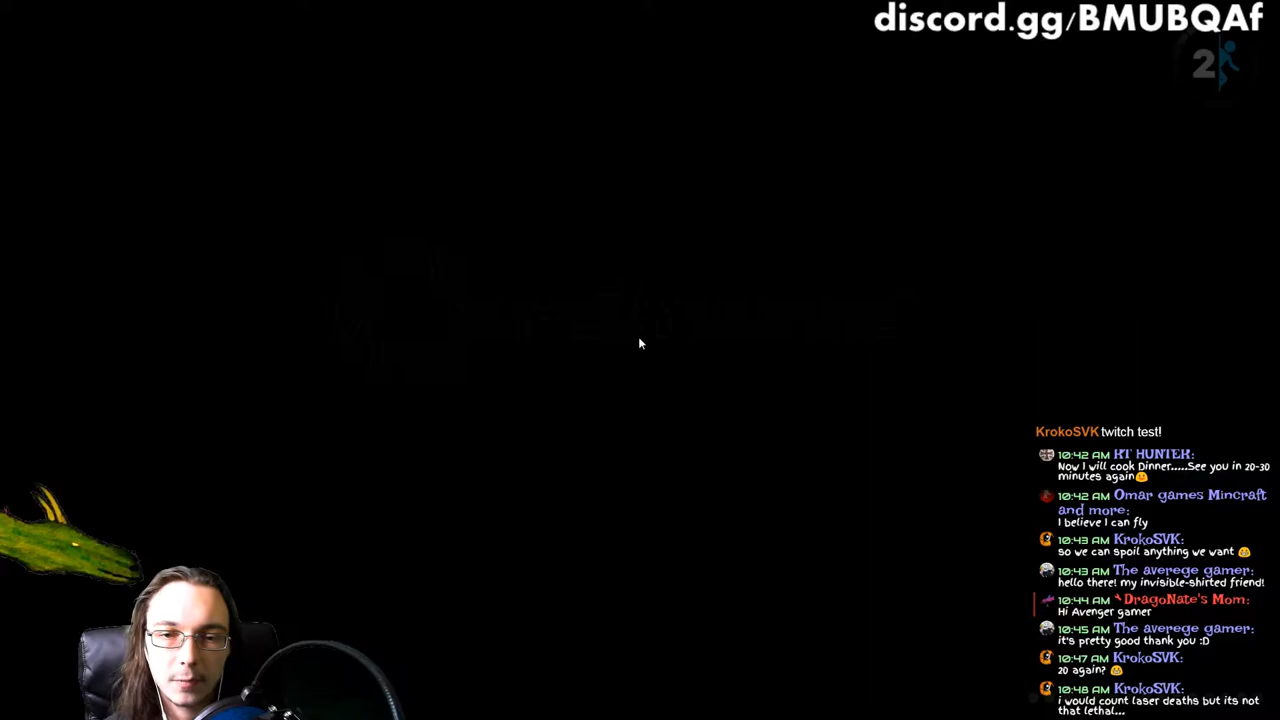 discord.gg/BMUBQAf
2
KrokoSVK twitch test!
10:42 AM RT HUNTER:
Now I will cook Dinner.....See you in 20-30
minutes again
10:42 AM Omar games Mincraft
and more:
I believe I can fly
10:43 AM KrokoSVK:
so we can spoil anything we want
10:43 AM The averege gamer:
hello there! my invisible-shirted friend!
10:44 AM DragoNate's Mom:
Hi Avenger gamer
10:45 AM The averege gamer:
it's pretty good thank you :D
10:47 AM KrokoSVK:
20 again?
10:48 AM KrokoSVK:
i would count laser deaths but its not
that lethal...